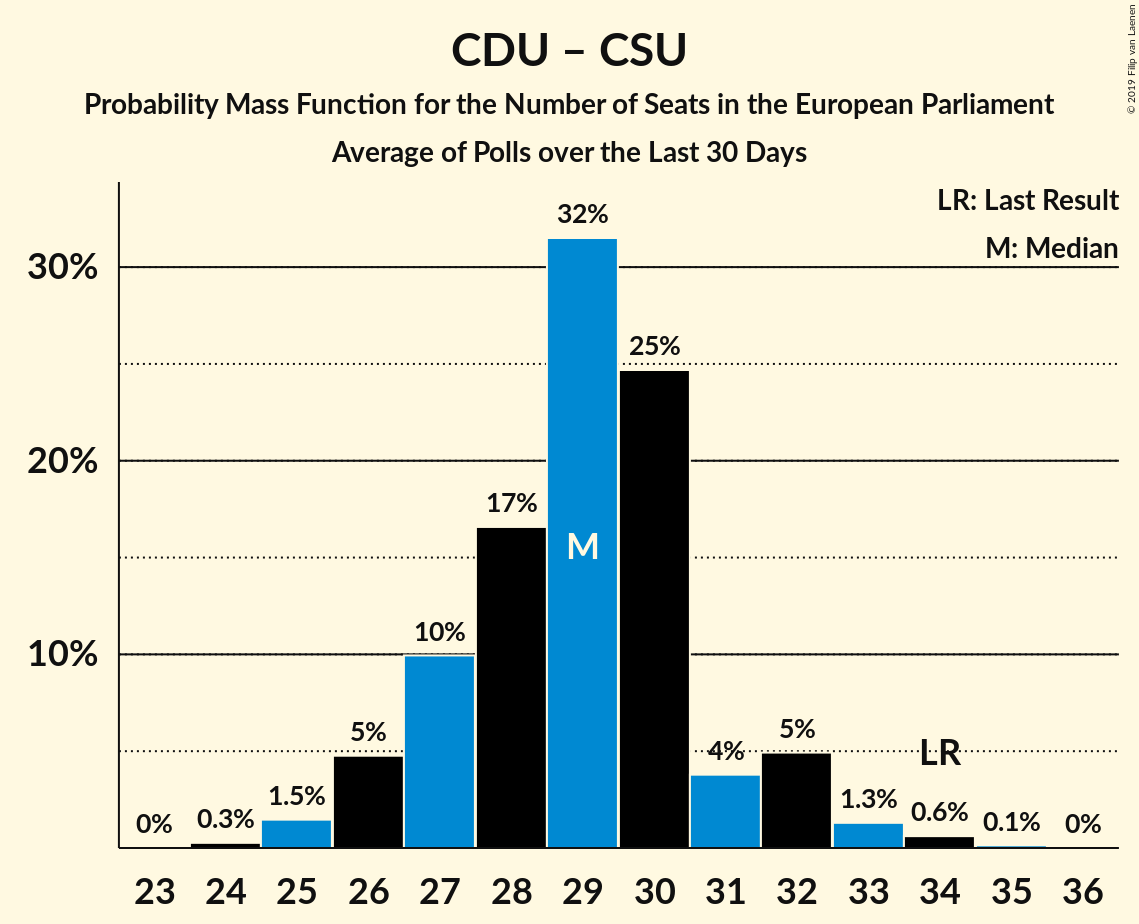 CDU – CSU
Probability Mass Function for the Number of Seats in the European Parliament
Average of Polls over the Last 30 Days
© 2019 Filip van Laenen
LR: Last Result
M: Median
30%
20%
10%
0%
0.3%
1.5%
5%
10%
17%
32%
25%
4%
5%
1.3%
0.6%
0.1%
0%
M
LR
23 24 25 26 27 28 29 30 31 32 33 34 35 36